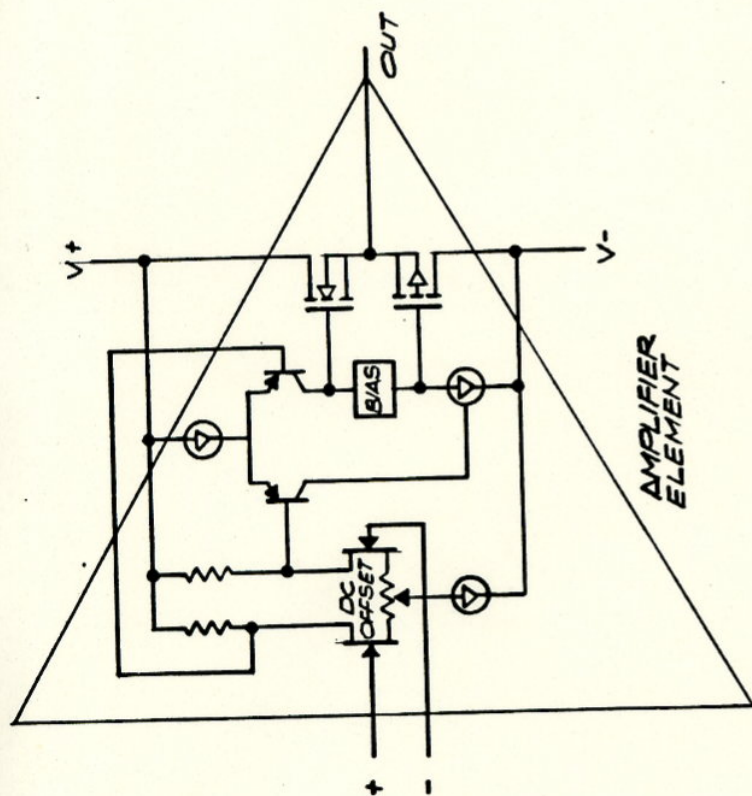 V+
OUT
BIAS
DC
OFFSET
V-
+
-
AMPLIFIER
ELEMENT